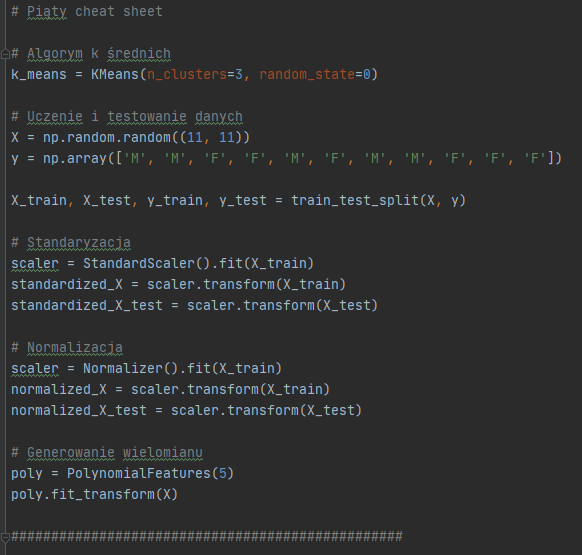 # Piąty cheat sheet
# Algorym k średnich
k_means = KMeans(n_clusters=3, random_state=0)
# Uczenie i testowanie danych
X = np.random.random((11, 11))
y = np.array(['M', 'M', 'F', 'F', 'M', 'F', 'M', 'M', 'F', 'F', 'F'])
X_train, X_test, y_train, y_test = train_test_split(X, y)
# Standaryzacja
scaler = StandardScaler().fit(X_train)
standardized_X = scaler.transform(X_train)
standardized_X_test = scaler.transform(X_test)
# Normalizacja
scaler = Normalizer().fit(X_train)
normalized_X = scaler.transform(X_train)
normalized_X_test = scaler.transform(X_test)
# Generowanie wielomianu
poly = PolynomialFeatures(5)
poly.fit_transform(X)
#################################################